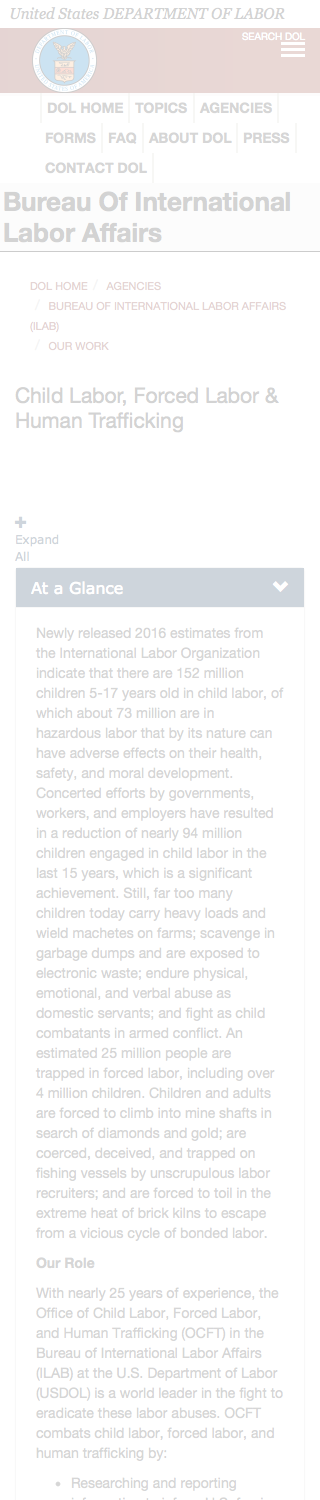 United States DEPARTMENT OF LABOR
SEARCH DOL
DOL HOME TOPICS AGENCIES
FORMS FAQ ABOUT DOL PRESS
CONTACT DOL
Bureau Of International
Labor Affairs
DOL HOME / AGENCIES
/ BUREAU OF INTERNATIONAL LABOR AFFAIRS
(ILAB)
/ OUR WORK
Child Labor, Forced Labor &
Human Trafficking
Expand
All
At a Glance
Newly released 2016 estimates from
the International Labor Organization
indicate that there are 152 million
children 5-17 years old in child labor, of
which about 73 million are in
hazardous labor that by its nature can
have adverse effects on their health,
safety, and moral development.
Concerted efforts by governments,
workers, and employers have resulted
in a reduction of nearly 94 million
children engaged in child labor in the
last 15 years, which is a significant
achievement. Still, far too many
children today carry heavy loads and
wield machetes on farms; scavenge in
garbage dumps and are exposed to
electronic waste; endure physical,
emotional, and verbal abuse as
domestic servants; and fight as child
combatants in armed conflict. An
estimated 25 million people are
trapped in forced labor, including over
4 million children. Children and adults
are forced to climb into mine shafts in
search of diamonds and gold; are
coerced, deceived, and trapped on
fishing vessels by unscrupulous labor
recruiters; and are forced to toil in the
extreme heat of brick kilns to escape
from a vicious cycle of bonded labor.
Our Role
With nearly 25 years of experience, the
Office of Child Labor, Forced Labor,
and Human Trafficking (OCFT) in the
Bureau of International Labor Affairs
(ILAB) at the U.S. Department of Labor
(USDOL) is a world leader in the fight to
eradicate these labor abuses. OCFT
combats child labor, forced labor, and
human trafficking by:
• Researching and reporting